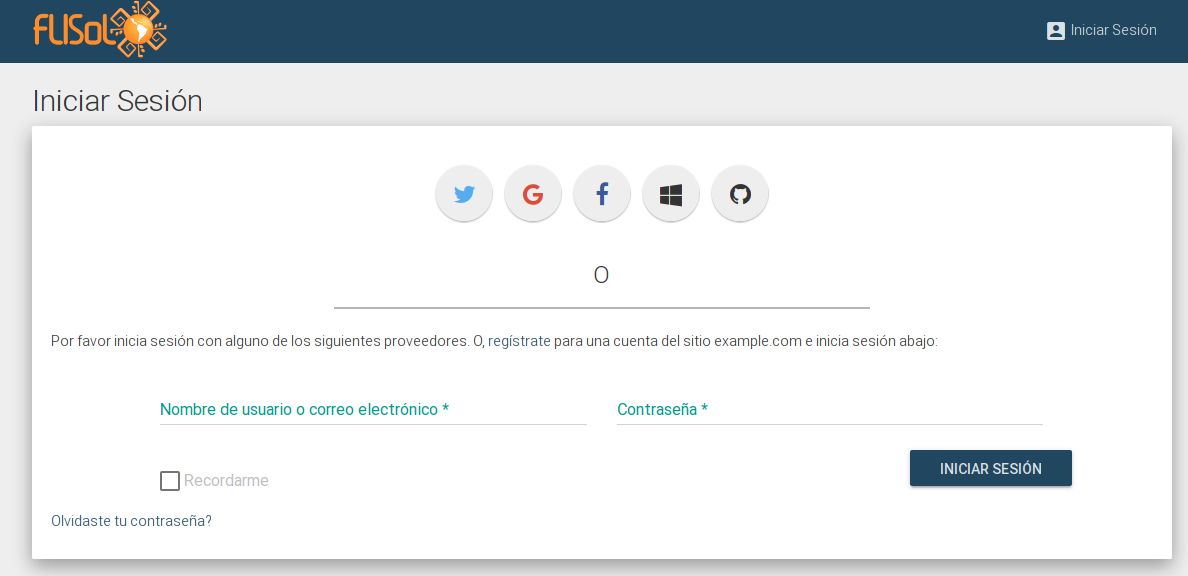 FLISoL
Iniciar Sesión
Iniciar Sesión
O
Por favor inicia sesión con alguno de los siguientes proveedores. O, regístrate para una cuenta del sitio example.com e inicia sesión abajo:
Nombre de usuario o correo electrónico *
Contraseña *
Recordarme
INICIAR SESIÓN
Olvidaste tu contraseña?